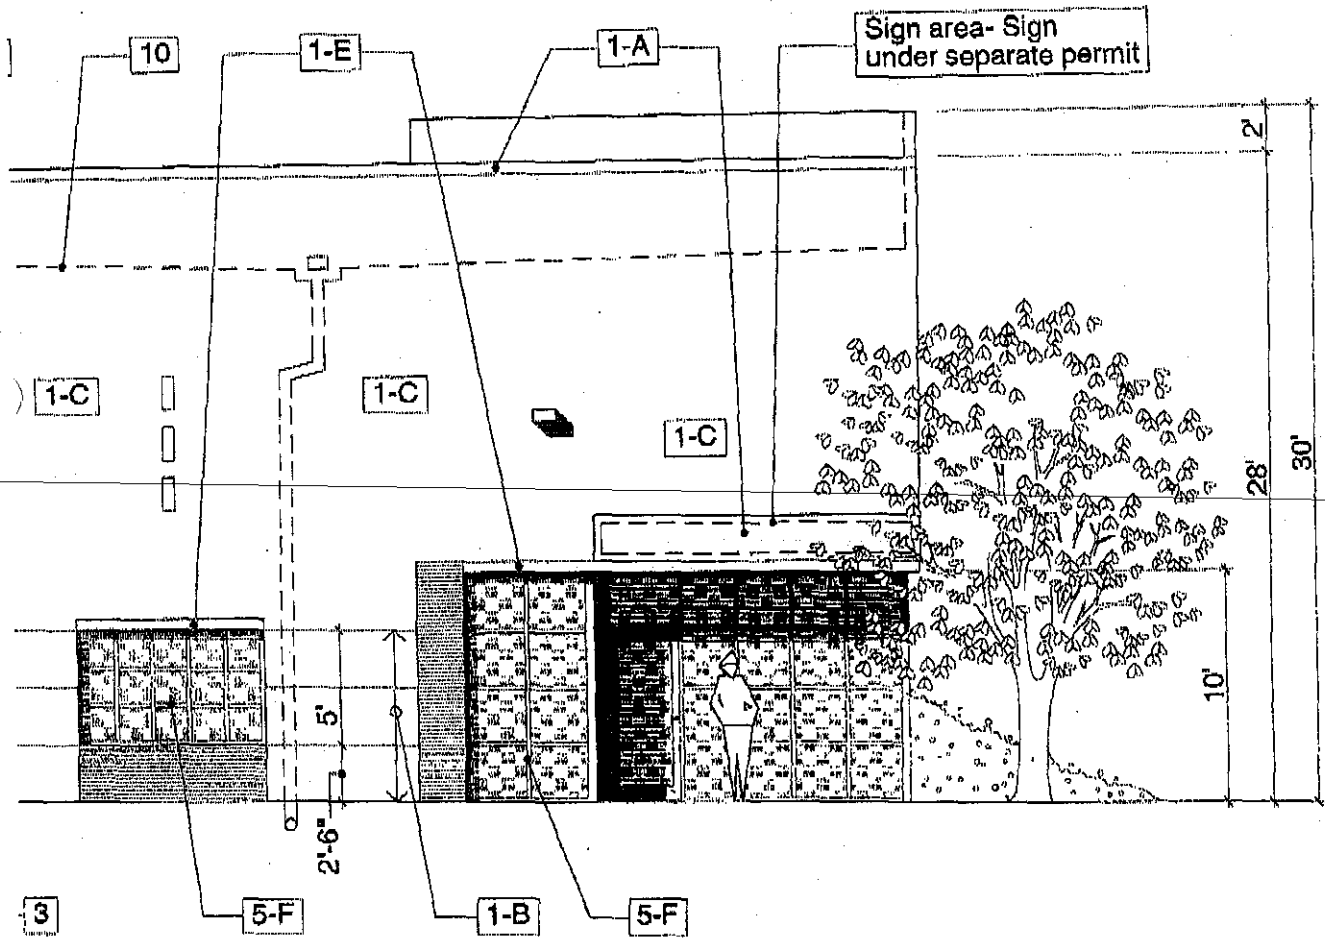 10
1-E
1-A
Sign area- Sign
under separate permit
2'
1-C
1-C
1-C
28'
30'
10'
5'
2'-6"
3
5-F
1-B
5-F